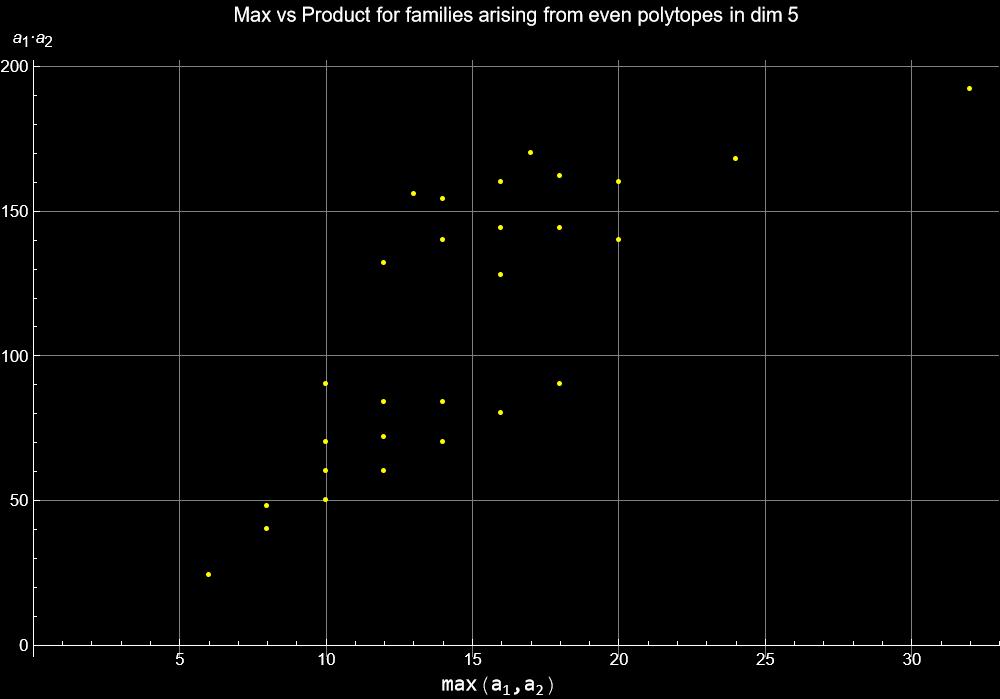 Max vs Product for families arising from even polytopes in dim 5
a₁·a₂
200
150
100
50
0
5 10 15 20 25 30
max(a₁,a₂)